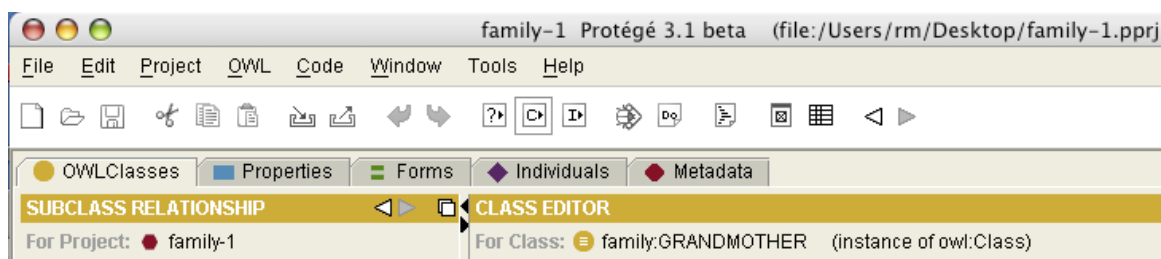 family-1 Protégé 3.1 beta (file:/Users/rm/Desktop/family-1.pprj
File Edit Project OWL Code Window Tools Help
OWLClasses Properties Forms Individuals Metadata
SUBCLASS RELATIONSHIP CLASS EDITOR
For Project: family-1 For Class: family:GRANDMOTHER (instance of owl:Class)